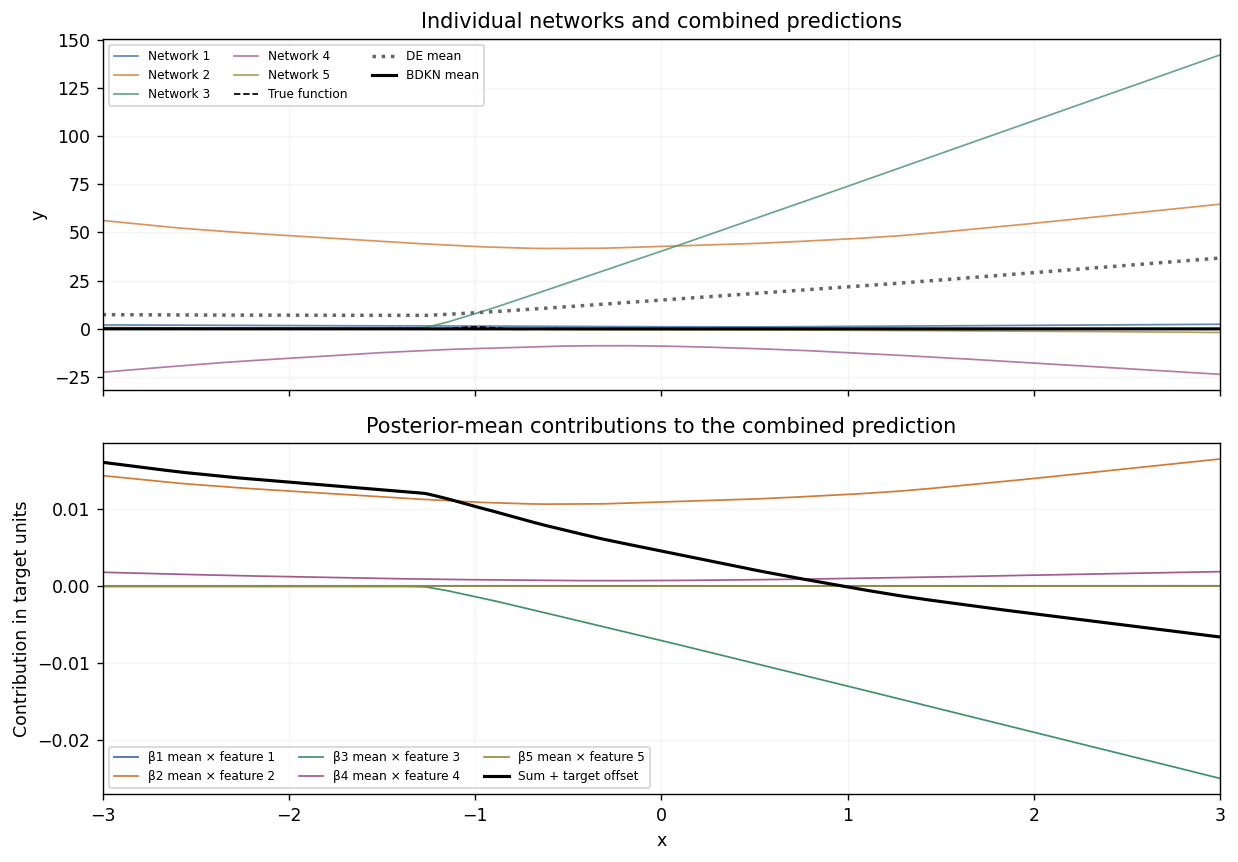 Individual networks and combined predictions
150
125
100
75
50
25
0
−25
y
Network 1
Network 2
Network 3
Network 4
Network 5
True function
DE mean
BDKN mean
Posterior-mean contributions to the combined prediction
0.01
0.00
−0.01
−0.02
Contribution in target units
β1 mean × feature 1
β2 mean × feature 2
β3 mean × feature 3
β4 mean × feature 4
β5 mean × feature 5
Sum + target offset
−3 −2 −1 0 1 2 3
x